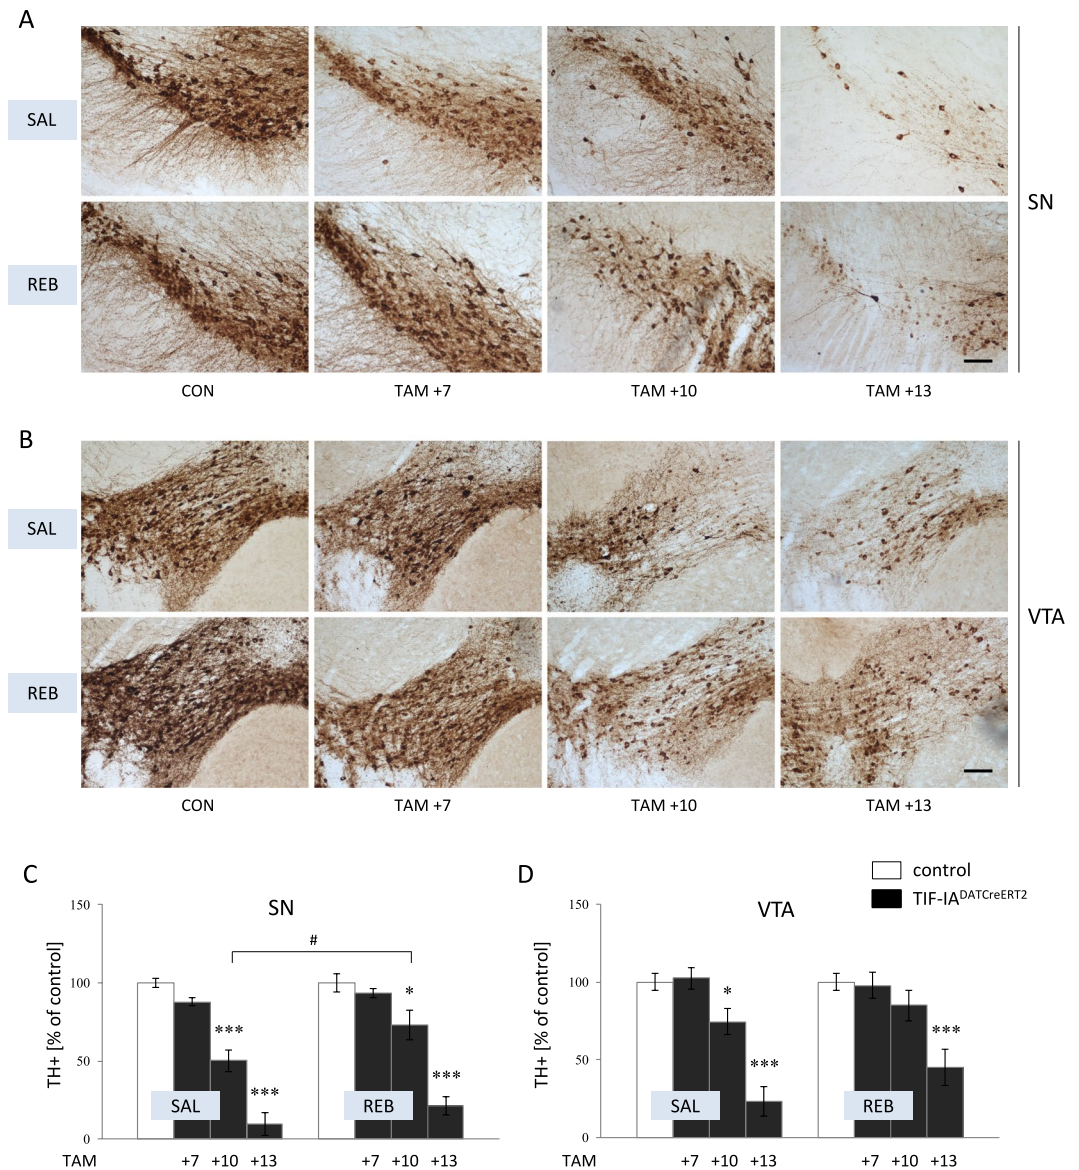 A
SAL
SN
REB
CON TAM +7 TAM +10 TAM +13
B
SAL
VTA
REB
CON TAM +7 TAM +10 TAM +13
C
SN
TH+ [% of control]
150
100
50
0
#
***
***
*
***
SAL
REB
TAM +7 +10 +13 +7 +10 +13
D
control
TIF-IA^DATCreERT2
VTA
TH+ [% of control]
150
100
50
0
*
***
***
SAL
REB
TAM +7 +10 +13 +7 +10 +13